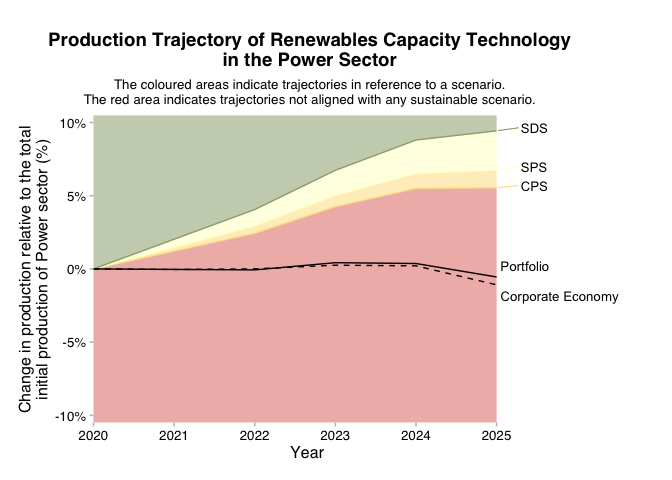 Production Trajectory of Renewables Capacity Technology
in the Power Sector
The coloured areas indicate trajectories in reference to a scenario.
The red area indicates trajectories not aligned with any sustainable scenario.
Change in production relative to the total
initial production of Power sector (%)
10%
5%
0%
-5%
-10%
SDS
SPS
CPS
Portfolio
Corporate Economy
2020 2021 2022 2023 2024 2025
Year